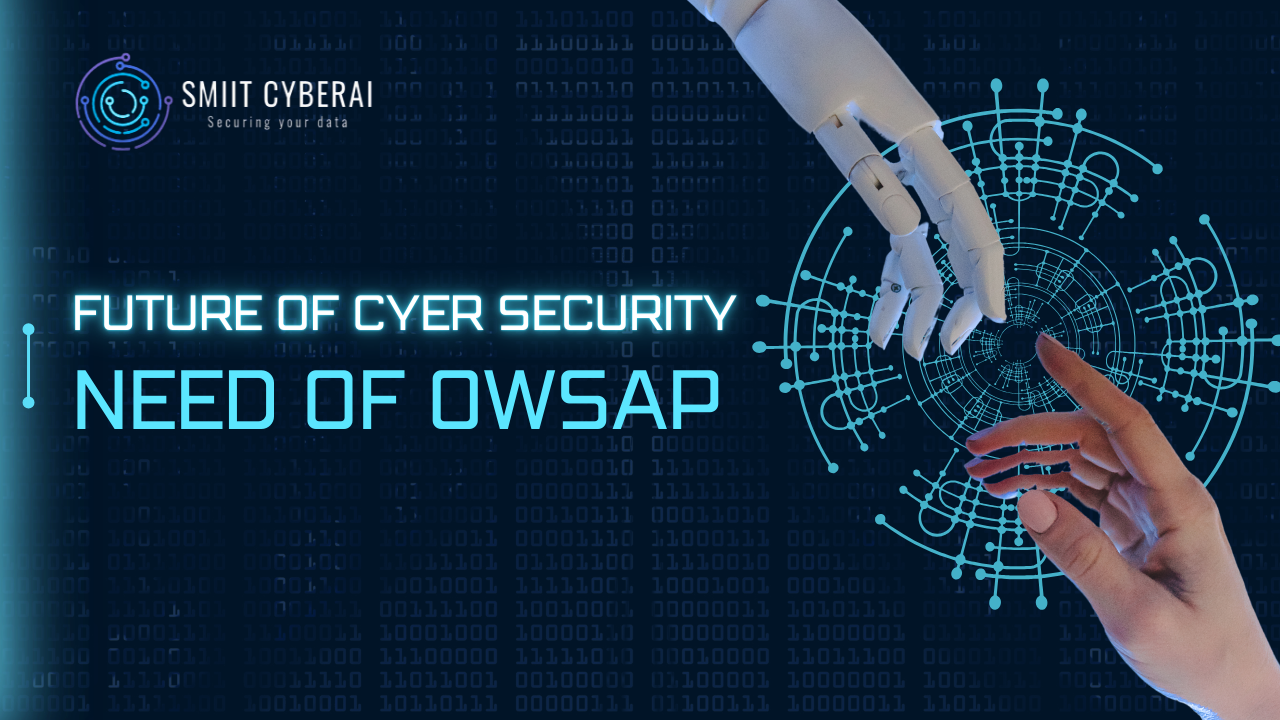 SMIIT CYBERAI
Securing your data
FUTURE OF CYER SECURITY
NEED OF OWSAP